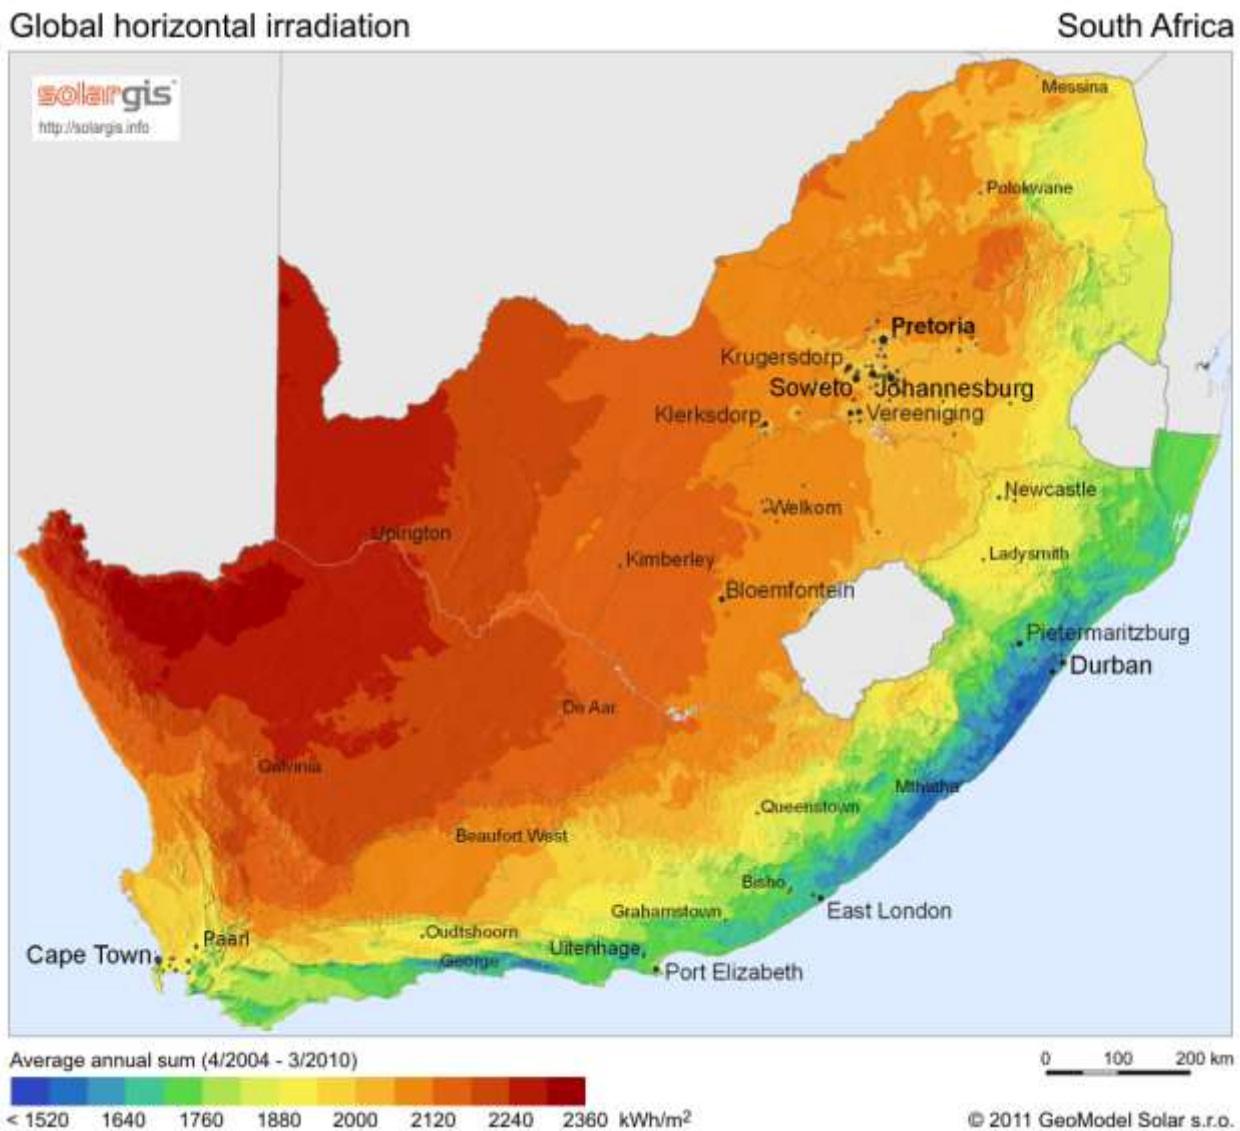 Global horizontal irradiation
South Africa
solargis
http://solargis.info
Messina
Polokwane
Pretoria
Krugersdorp
Soweto
Johannesburg
Klerksdorp
Vereeniging
Newcastle
Welkom
Upington
Ladysmith
Kimberley
Bloemfontein
Pietermaritzburg
Durban
De Aar
Calvinia
Mthatha
Queenstown
Beaufort West
Bisho
Grahamstown
East London
Oudtshoorn
Paarl
Cape Town
Uitenhage
George
Port Elizabeth
Average annual sum (4/2004 - 3/2010)
0 100 200 km
< 1520 1640 1760 1880 2000 2120 2240 2360 kWh/m²
© 2011 GeoModel Solar s.r.o.